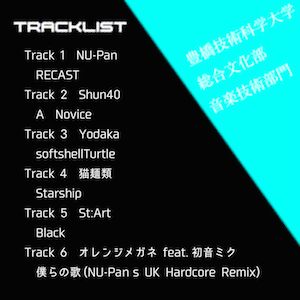 TRACKLIST
豊橋技術科学大学
総合文化部
音楽技術部門
Track 1 NU-Pan
RECAST
Track 2 Shun40
A Novice
Track 3 Yodaka
softshellTurtle
Track 4 猫麺類
Starship
Track 5 St:Art
Black
Track 6 オレンジメガネ feat. 初音ミク
僕らの歌(NU-Pan s UK Hardcore Remix)